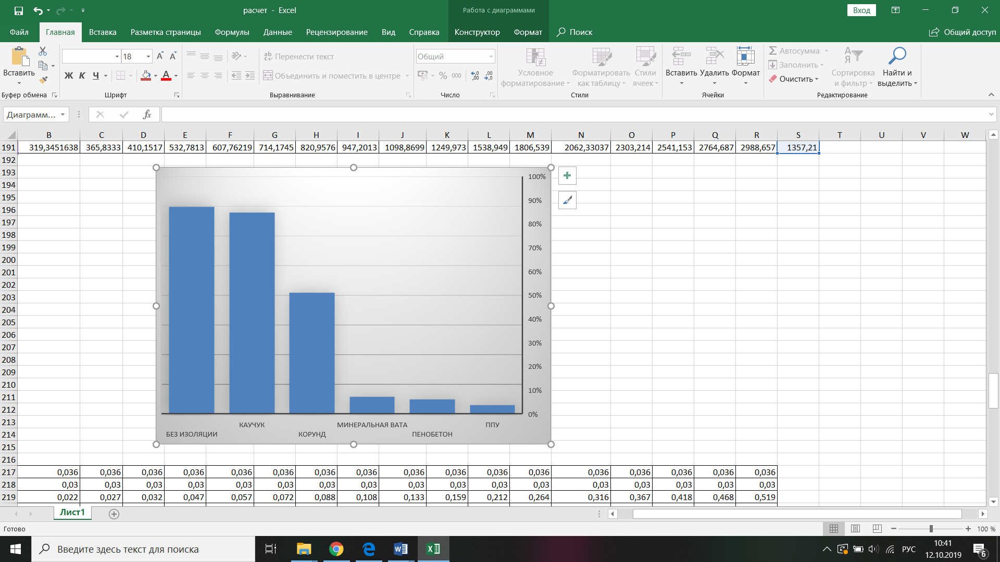 расчет - Excel
Работа с диаграммами
Вход
Файл Главная Вставка Разметка страницы Формулы Данные Рецензирование Вид Справка Конструктор Формат Поиск Общий доступ
Вставить
18
Перенести текст
Объединить и поместить в центре
Ж К Ч
Общий
% 000
Условное форматирование
Форматировать как таблицу
Стили ячеек
Вставить Удалить Формат
Автосумма
Заполнить
Очистить
Сортировка и фильтр
Найти и выделить
Буфер обмена Шрифт Выравнивание Число Стили Ячейки Редактирование
Диаграмм... fx
B C D E F G H I J K L M N O P Q R S T U V W
191 319,3451638 365,8333 410,1517 532,7813 607,76219 714,1745 820,9576 947,2013 1098,8699 1249,973 1538,949 1806,539 2062,33037 2303,214 2541,153 2764,687 2988,657 1357,21
192
193
194
195
196
197
198
199
200
201
202
203
204
205
206
207
208
209
210
211
212
213
214
215
216
100%
90%
80%
70%
60%
50%
40%
30%
20%
10%
0%
БЕЗ ИЗОЛЯЦИИ
КАУЧУК
КОРУНД
МИНЕРАЛЬНАЯ ВАТА
ПЕНОБЕТОН
ППУ
217 0,036 0,036 0,036 0,036 0,036 0,036 0,036 0,036 0,036 0,036 0,036 0,036 0,036 0,036 0,036 0,036 0,036
218 0,03 0,03 0,03 0,03 0,03 0,03 0,03 0,03 0,03 0,03 0,03 0,03 0,03 0,03 0,03 0,03 0,03
219 0,022 0,027 0,032 0,047 0,057 0,072 0,088 0,108 0,133 0,159 0,212 0,264 0,316 0,367 0,418 0,468 0,519
Лист1
Готово
100 %
Введите здесь текст для поиска
РУС
10:41
12.10.2019
6